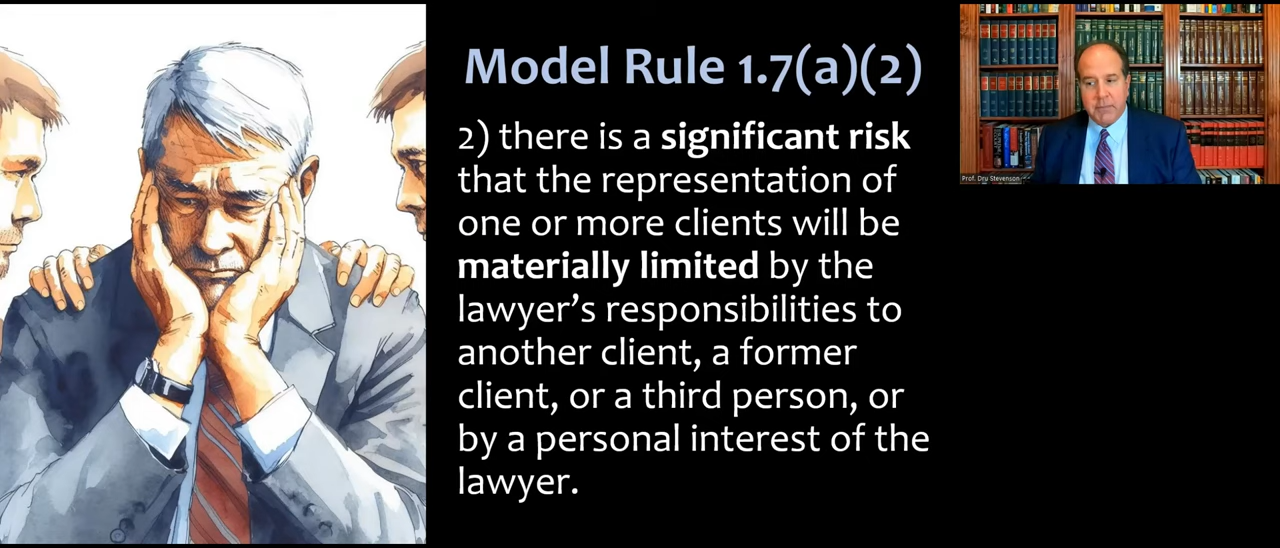 Model Rule 1.7(a)(2)
2) there is a significant risk
that the representation of
one or more clients will be
materially limited by the
lawyer’s responsibilities to
another client, a former
client, or a third person, or
by a personal interest of the
lawyer.
Prof. Dru Stevenson